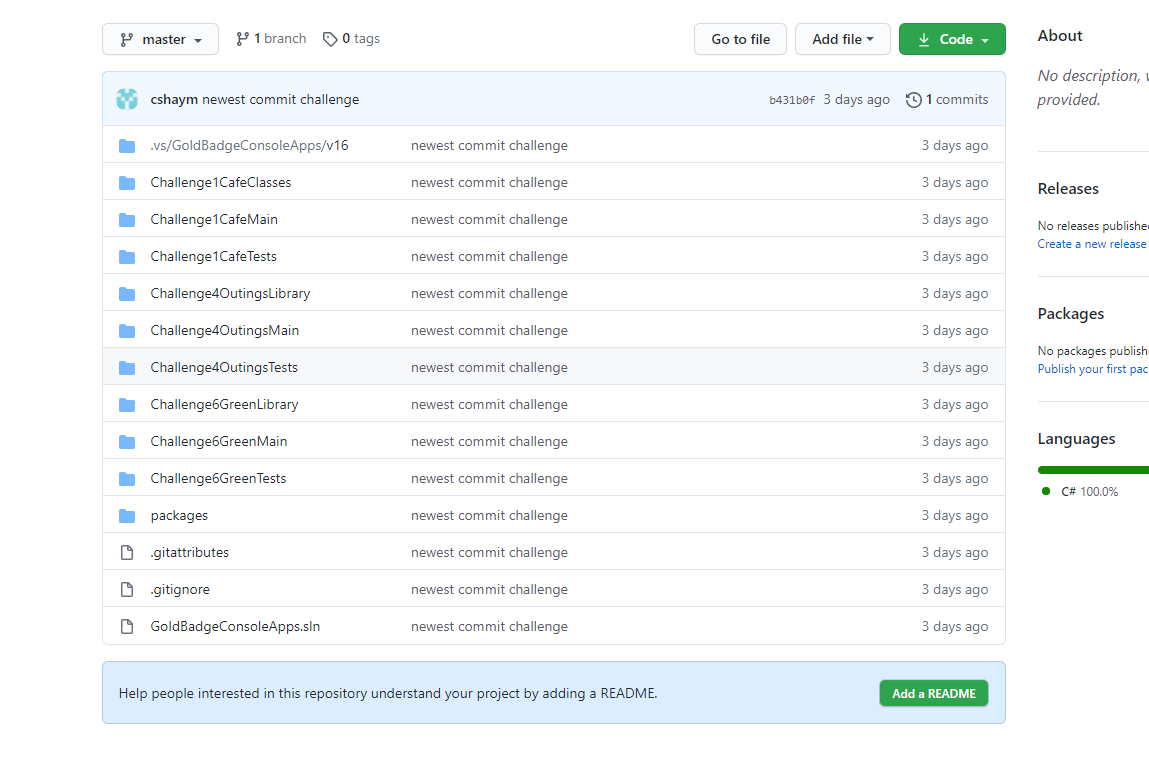 master 1 branch 0 tags Go to file Add file Code
cshaym newest commit challenge b431b0f 3 days ago 1 commits
.vs/GoldBadgeConsoleApps/v16 newest commit challenge 3 days ago
Challenge1CafeClasses newest commit challenge 3 days ago
Challenge1CafeMain newest commit challenge 3 days ago
Challenge1CafeTests newest commit challenge 3 days ago
Challenge4OutingsLibrary newest commit challenge 3 days ago
Challenge4OutingsMain newest commit challenge 3 days ago
Challenge4OutingsTests newest commit challenge 3 days ago
Challenge6GreenLibrary newest commit challenge 3 days ago
Challenge6GreenMain newest commit challenge 3 days ago
Challenge6GreenTests newest commit challenge 3 days ago
packages newest commit challenge 3 days ago
.gitattributes newest commit challenge 3 days ago
.gitignore newest commit challenge 3 days ago
GoldBadgeConsoleApps.sln newest commit challenge 3 days ago
Help people interested in this repository understand your project by adding a README. Add a README
About
No description,
provided.
Releases
No releases
Create a new release
Packages
No packages
Publish your first
Languages
C# 100.0%